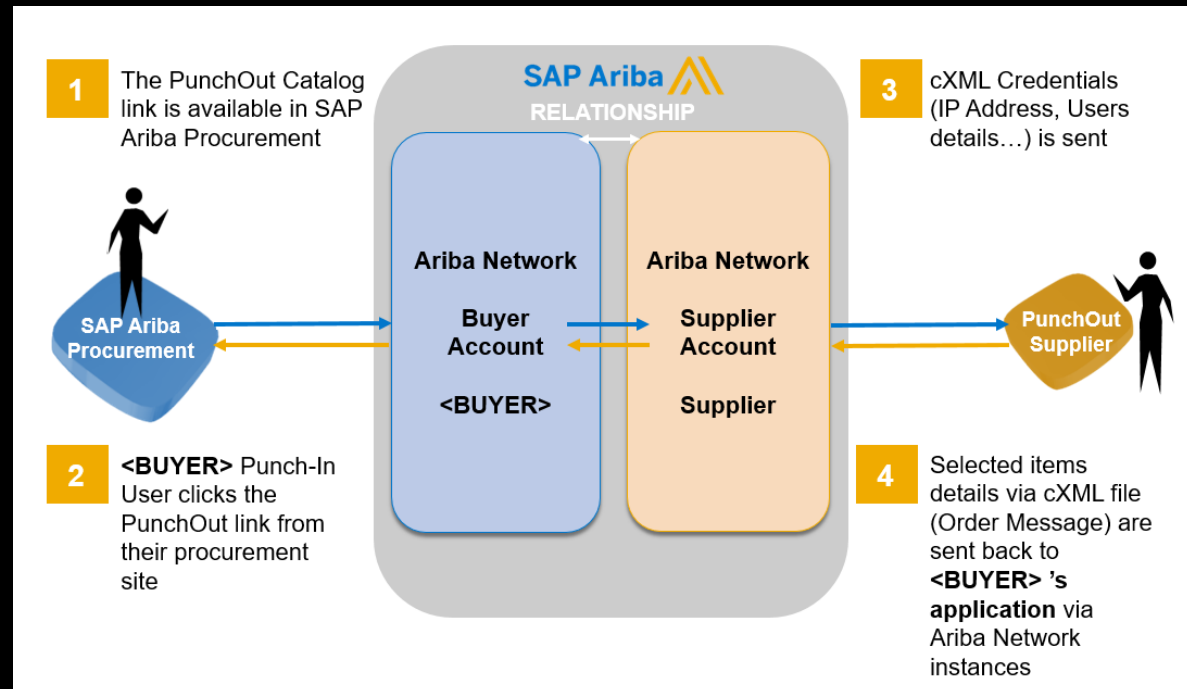 1
The PunchOut Catalog
link is available in SAP
Ariba Procurement
SAP Ariba
RELATIONSHIP
3
cXML Credentials
(IP Address, Users
details…) is sent
SAP Ariba
Procurement
Ariba Network
Buyer
Account
<BUYER>
Ariba Network
Supplier
Account
Supplier
PunchOut
Supplier
2
<BUYER> Punch-In
User clicks the
PunchOut link from
their procurement
site
4
Selected items
details via cXML file
(Order Message) are
sent back to
<BUYER> ’s
application via
Ariba Network
instances